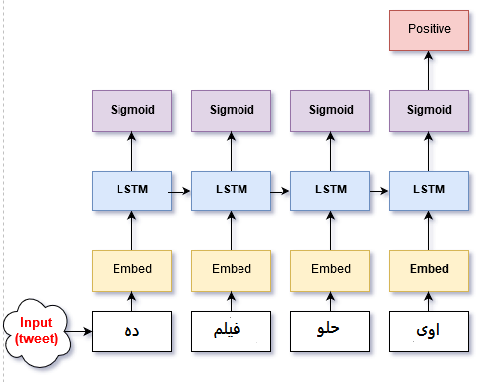 Positive
Sigmoid
Sigmoid
Sigmoid
Sigmoid
LSTM
LSTM
LSTM
LSTM
Embed
Embed
Embed
Embed
Input
(tweet)
ده
فيلم
حلو
اوى